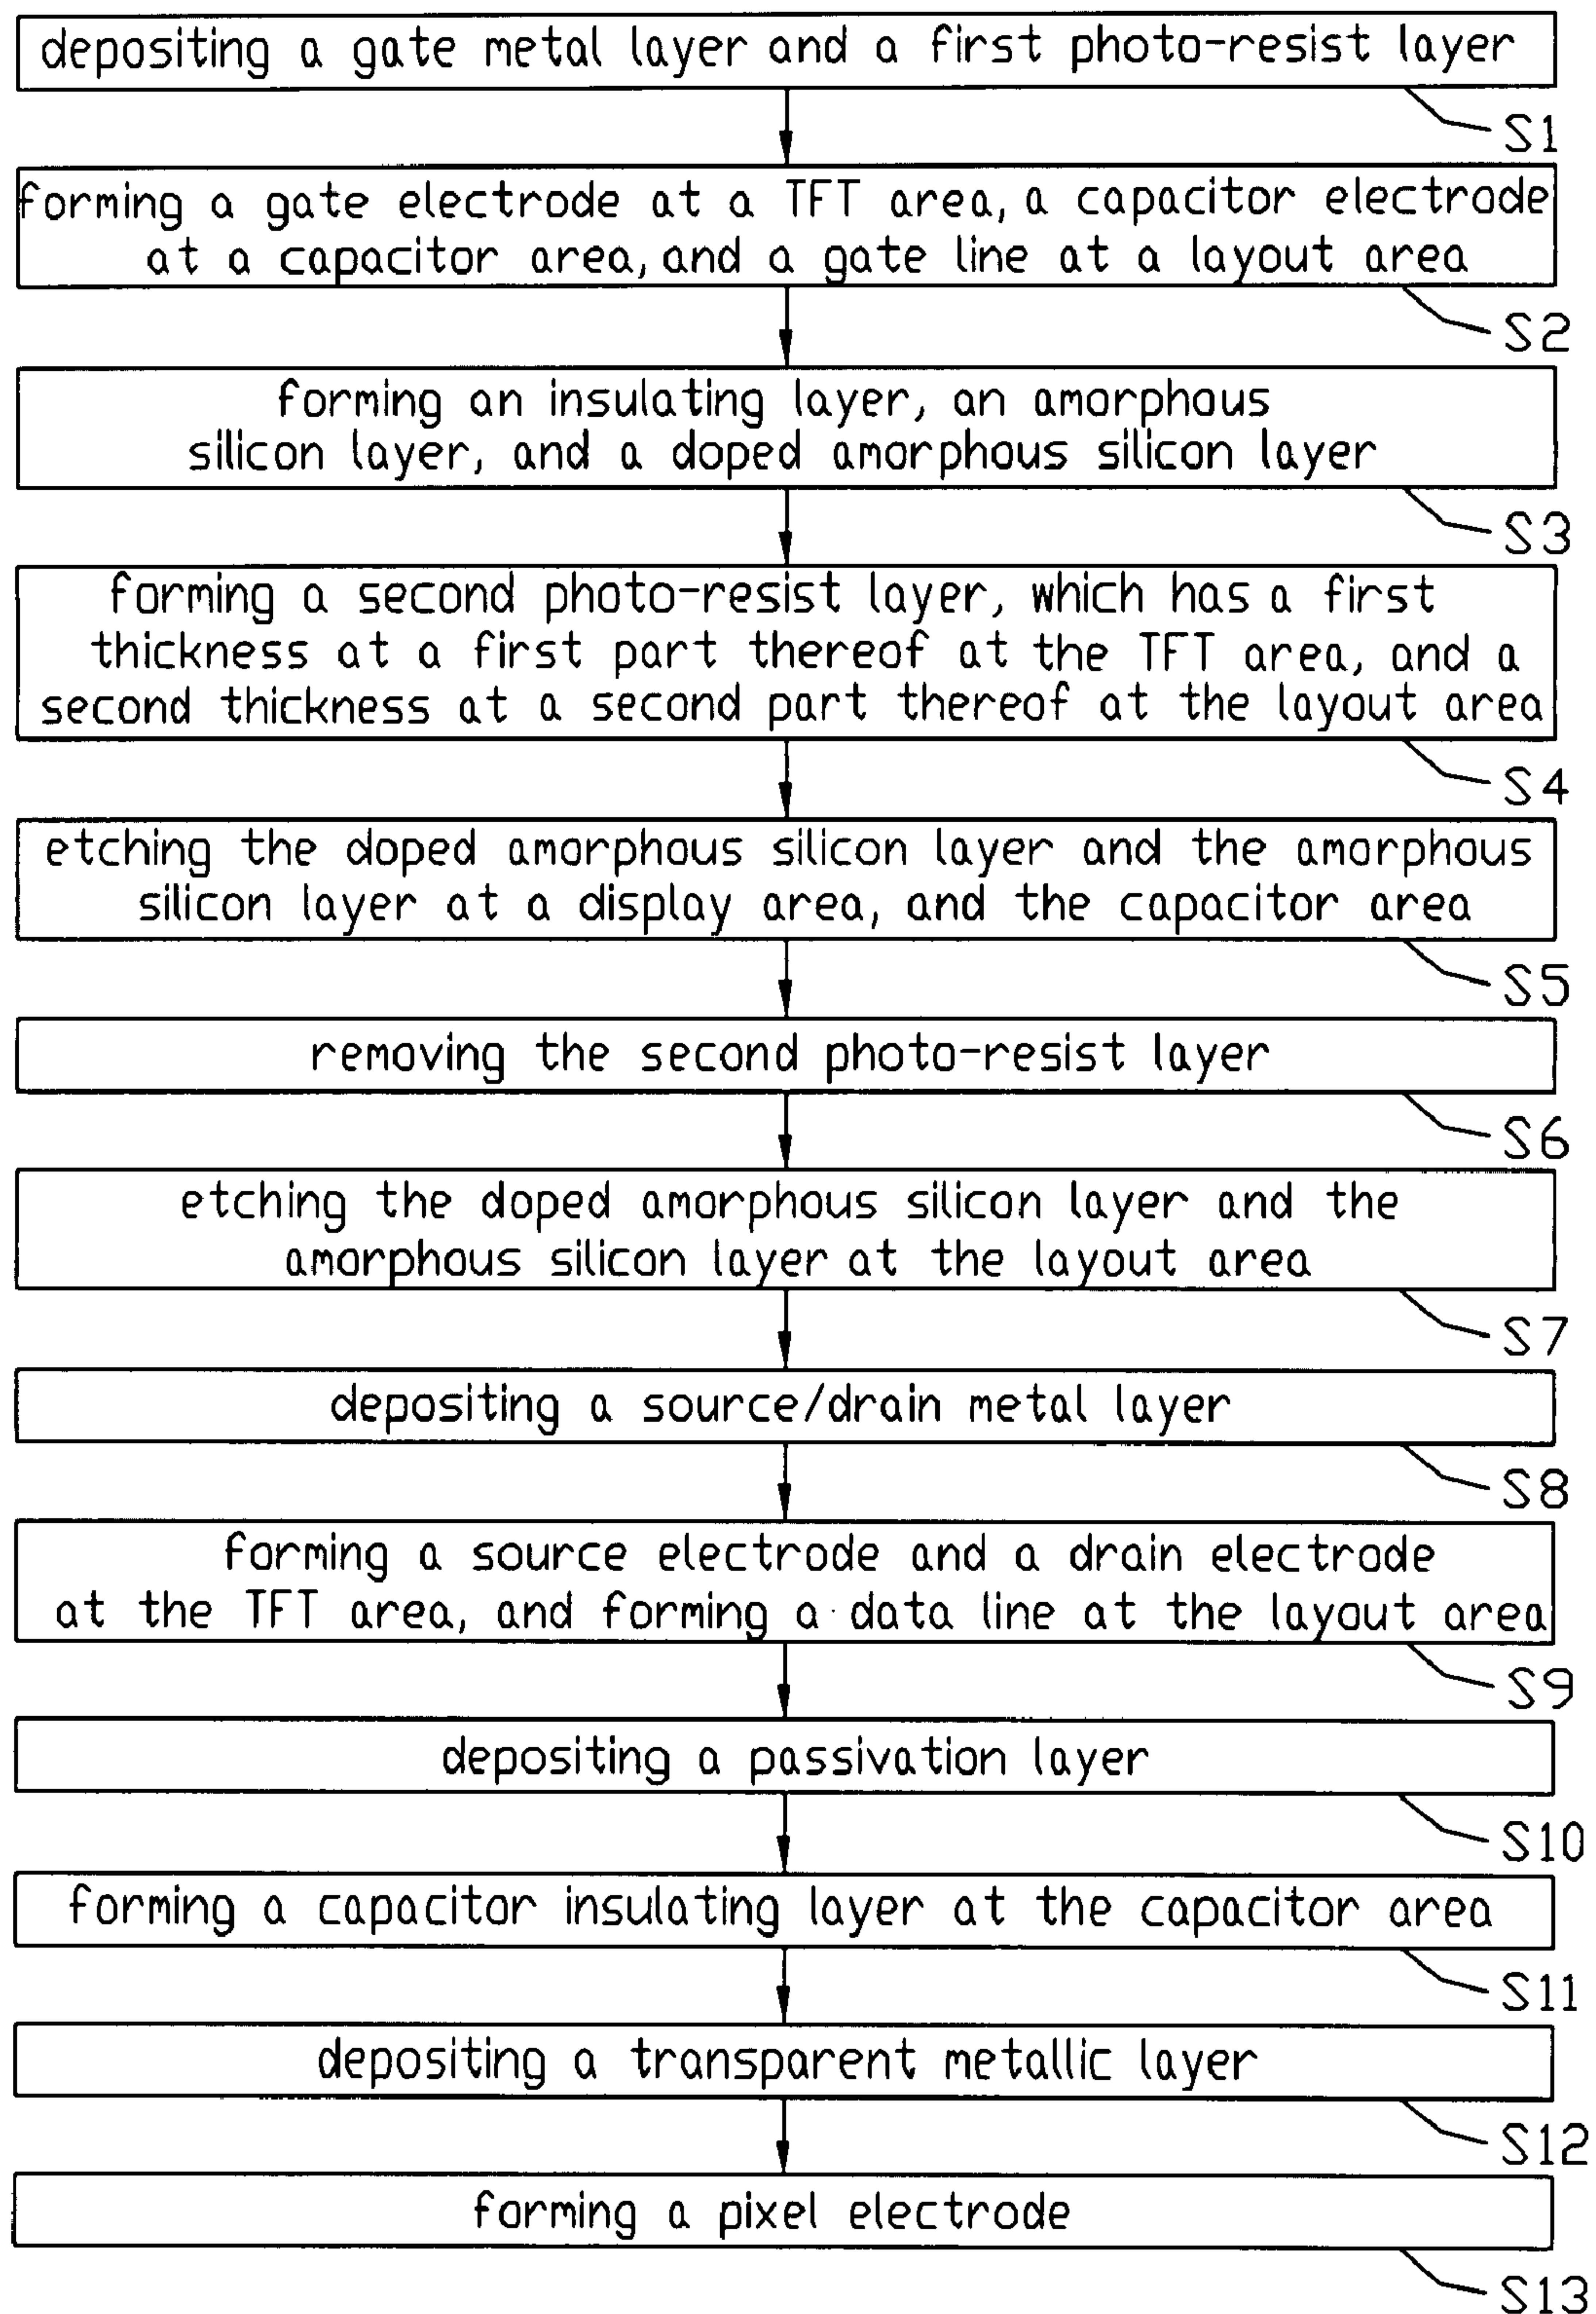 depositing a gate metal layer and a first photo-resist layer
S1
forming a gate electrode at a TFT area, a capacitor electrode
at a capacitor area, and a gate line at a layout area
S2
forming an insulating layer, an amorphous
silicon layer, and a doped amorphous silicon layer
S3
forming a second photo-resist layer, which has a first
thickness at a first part thereof at the TFT area, and a
second thickness at a second part thereof at the layout area
S4
etching the doped amorphous silicon layer and the amorphous
silicon layer at a display area, and the capacitor area
S5
removing the second photo-resist layer
S6
etching the doped amorphous silicon layer and the
amorphous silicon layer at the layout area
S7
depositing a source/drain metal layer
S8
forming a source electrode and a drain electrode
at the TFT area, and forming a data line at the layout area
S9
depositing a passivation layer
S10
forming a capacitor insulating layer at the capacitor area
S11
depositing a transparent metallic layer
S12
forming a pixel electrode
S13